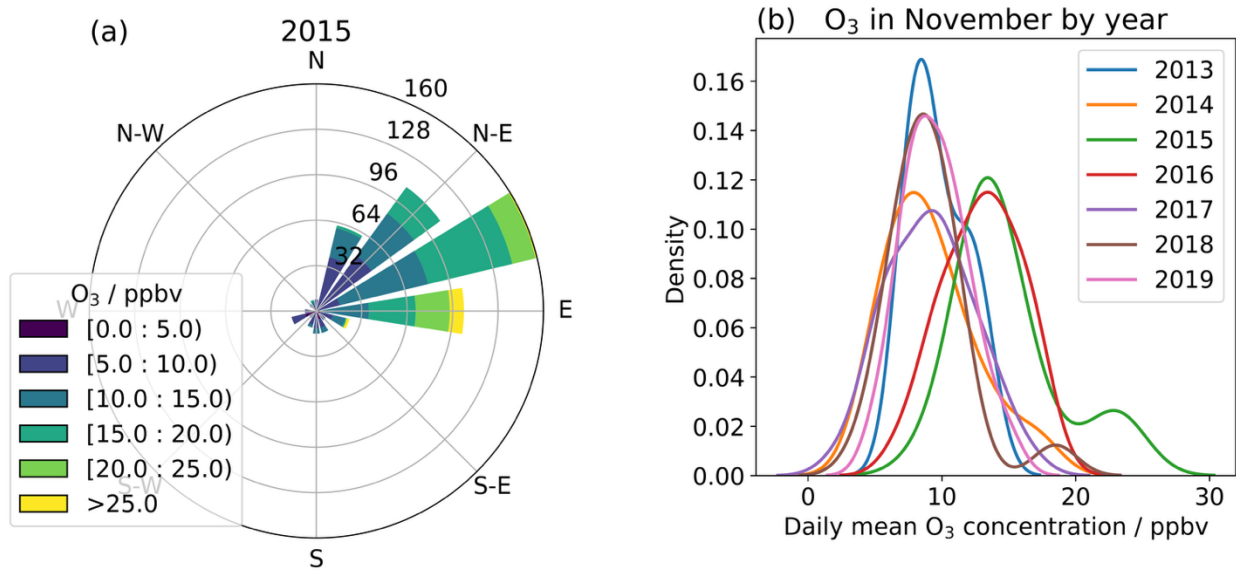 (a)
2015
N
N-E
E
S-E
S
S-W
W
N-W
32
64
96
128
160
O₃ / ppbv
[0.0 : 5.0)
[5.0 : 10.0)
[10.0 : 15.0)
[15.0 : 20.0)
[20.0 : 25.0)
>25.0
(b) O₃ in November by year
Density
0.16
0.14
0.12
0.10
0.08
0.06
0.04
0.02
0.00
0
10
20
30
Daily mean O₃ concentration / ppbv
2013
2014
2015
2016
2017
2018
2019